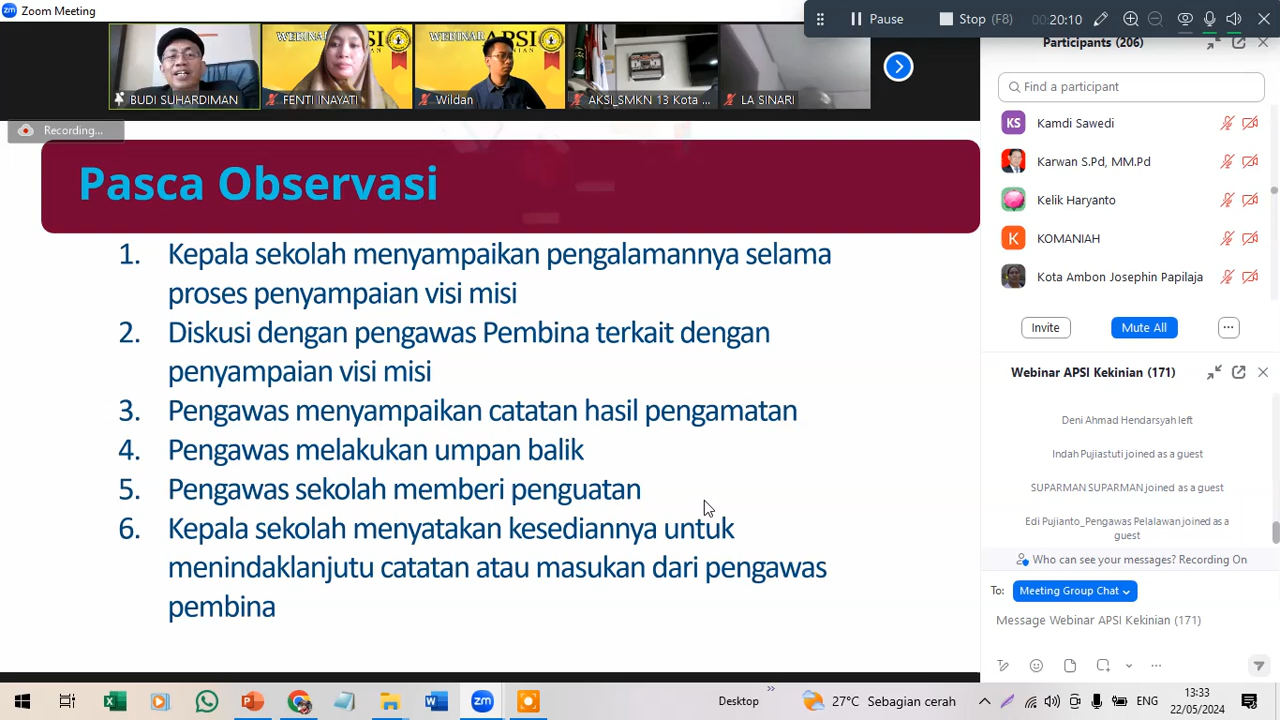 Zoom Meeting
Pause
Stop (F8)
00:20:10
BUDI SUHARDIMAN
FENTI INAYATI
Wildan
AKSI_SMKN 13 Kota ...
LA SINARI
Recording...
Pasca Observasi
1. Kepala sekolah menyampaikan pengalamannya selama
proses penyampaian visi misi
2. Diskusi dengan pengawas Pembina terkait dengan
penyampaian visi misi
3. Pengawas menyampaikan catatan hasil pengamatan
4. Pengawas melakukan umpan balik
5. Pengawas sekolah memberi penguatan
6. Kepala sekolah menyatakan kesediannya untuk
menindaklanjutu catatan atau masukan dari pengawas
pembina
Participants (206)
Find a participant
KS Kamdi Sawedi
Karwan S.Pd, MM.Pd
Kelik Haryanto
K KOMANIAH
Kota Ambon Josephin Papilaja
Invite
Mute All
Webinar APSI Kekinian (171)
Deni Ahmad Hendarsyah left
Indah Pujiastuti joined as a guest
SUPARMAN SUPARMAN joined as a guest
Edi Pujianto_Pengawas Pelalawan joined as a
guest
Who can see your messages? Recording On
To: Meeting Group Chat
Message Webinar APSI Kekinian (171)
Desktop
27°C Sebagian cerah
ENG
13:33
22/05/2024